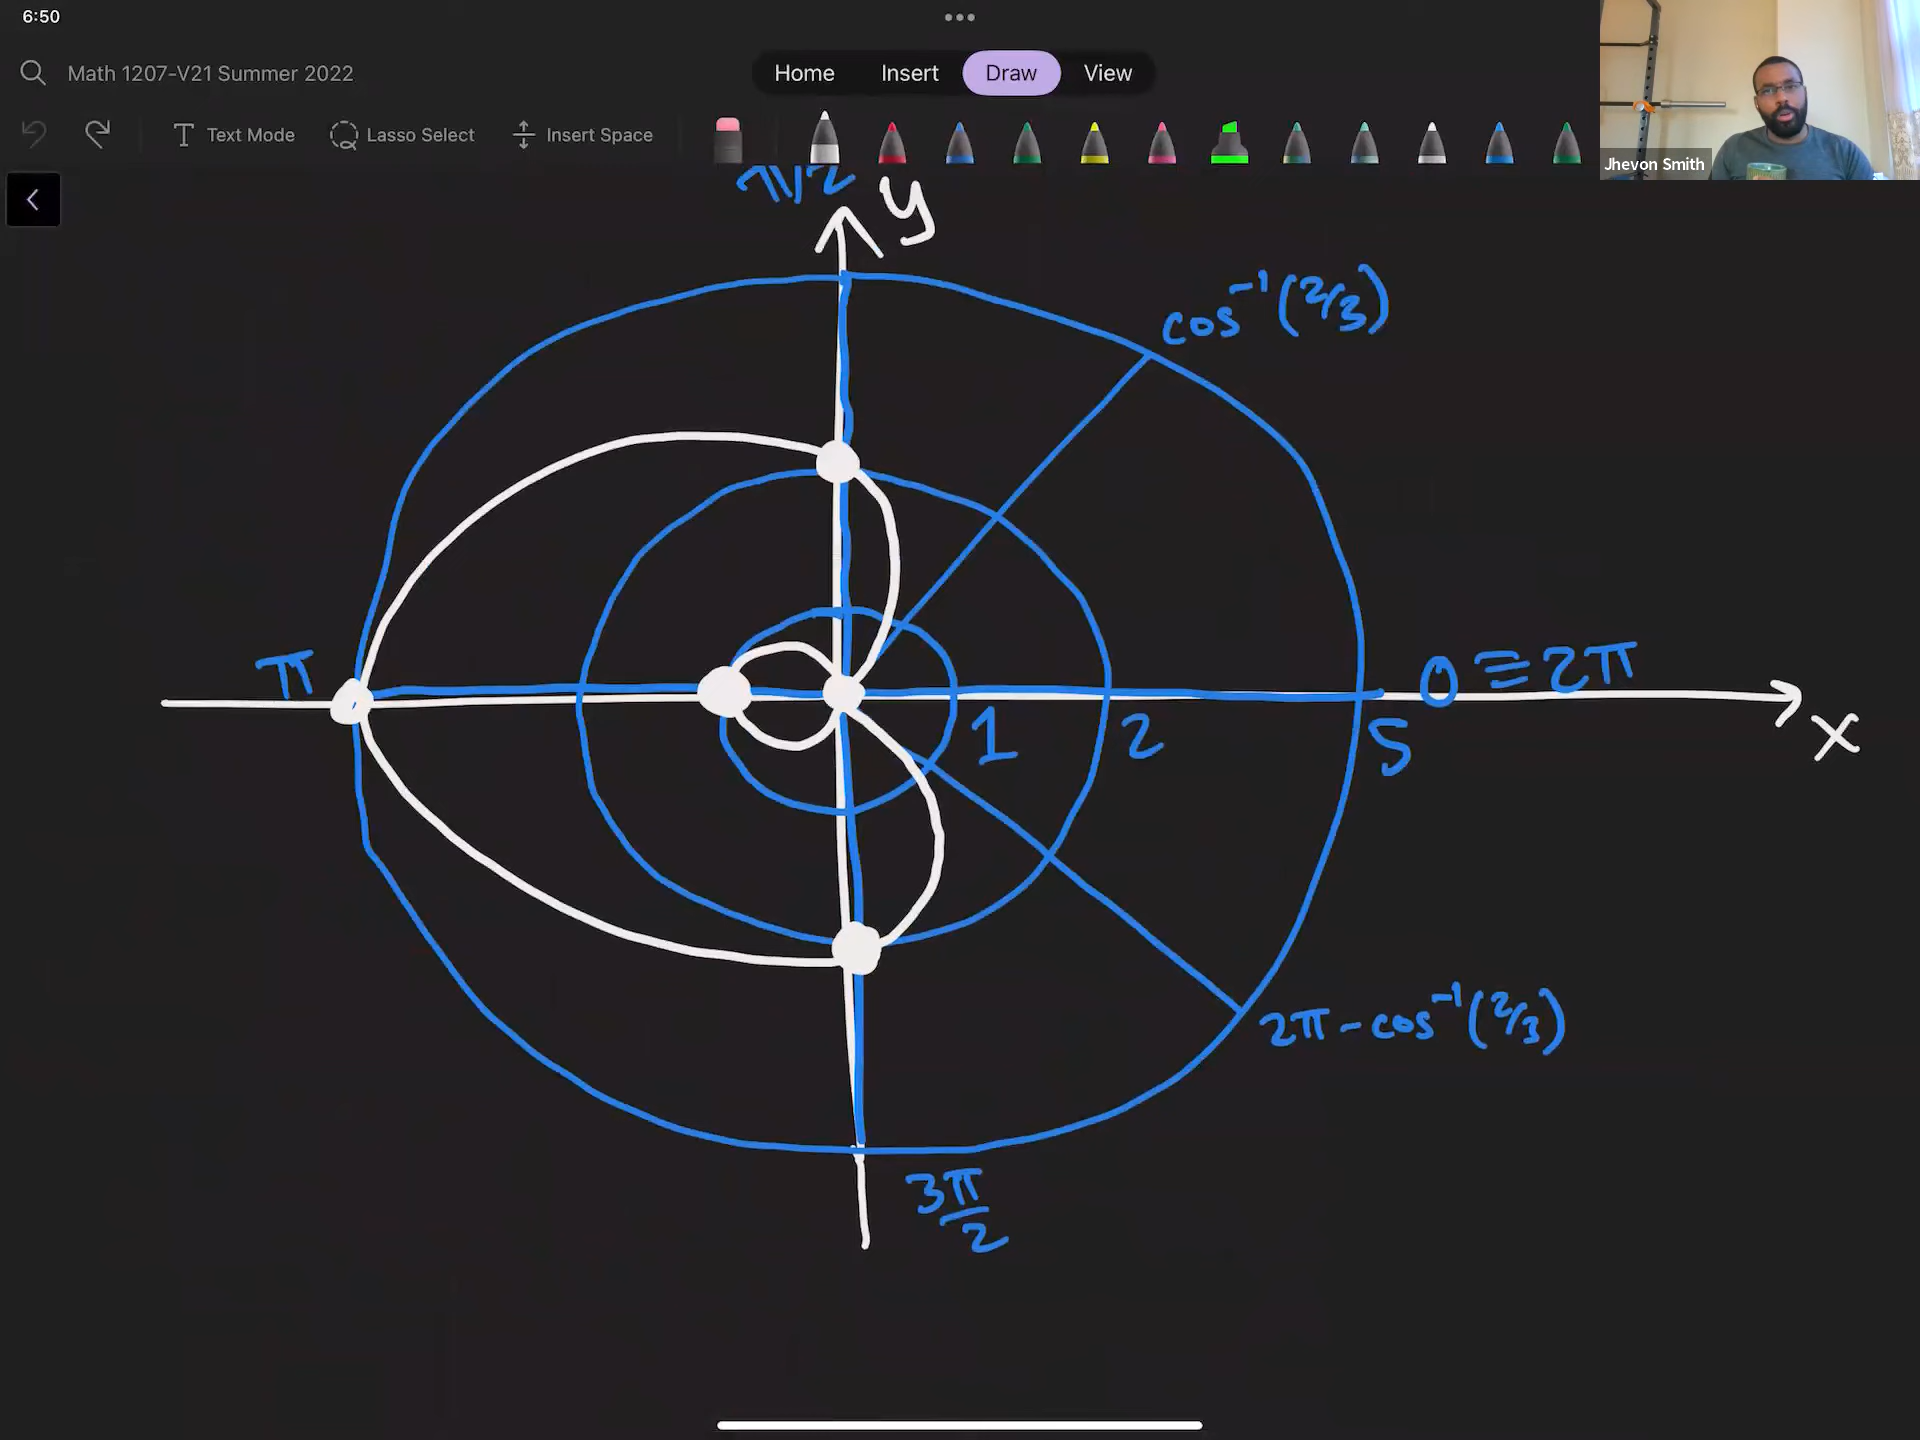 6:50
Math 1207-V21 Summer 2022
Home Insert Draw View
Text Mode Lasso Select Insert Space
Jhevon Smith
π/2 y
cos⁻¹(2/3)
π 0≡2π
1 2 5 x
2π-cos⁻¹(2/3)
3π/2